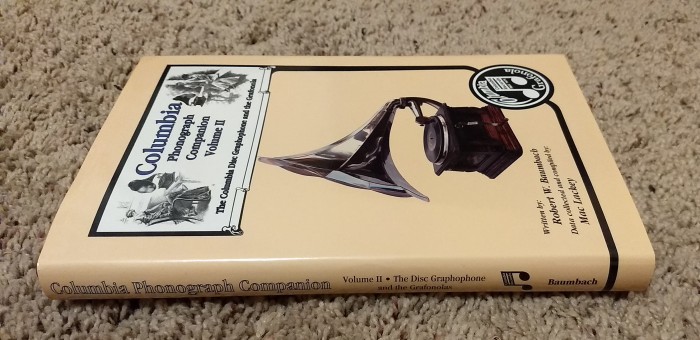 Columbia
Phonograph
Companion
Volume II
The Columbia Disc Graphophone and the Grafonola
Columbia
Grafonola
Written by:
Robert W. Baumbach
Data collected and compiled by:
Mac Lackey
Columbia Phonograph Companion
Volume II • The Disc Graphophone
and the Grafonolas
Baumbach